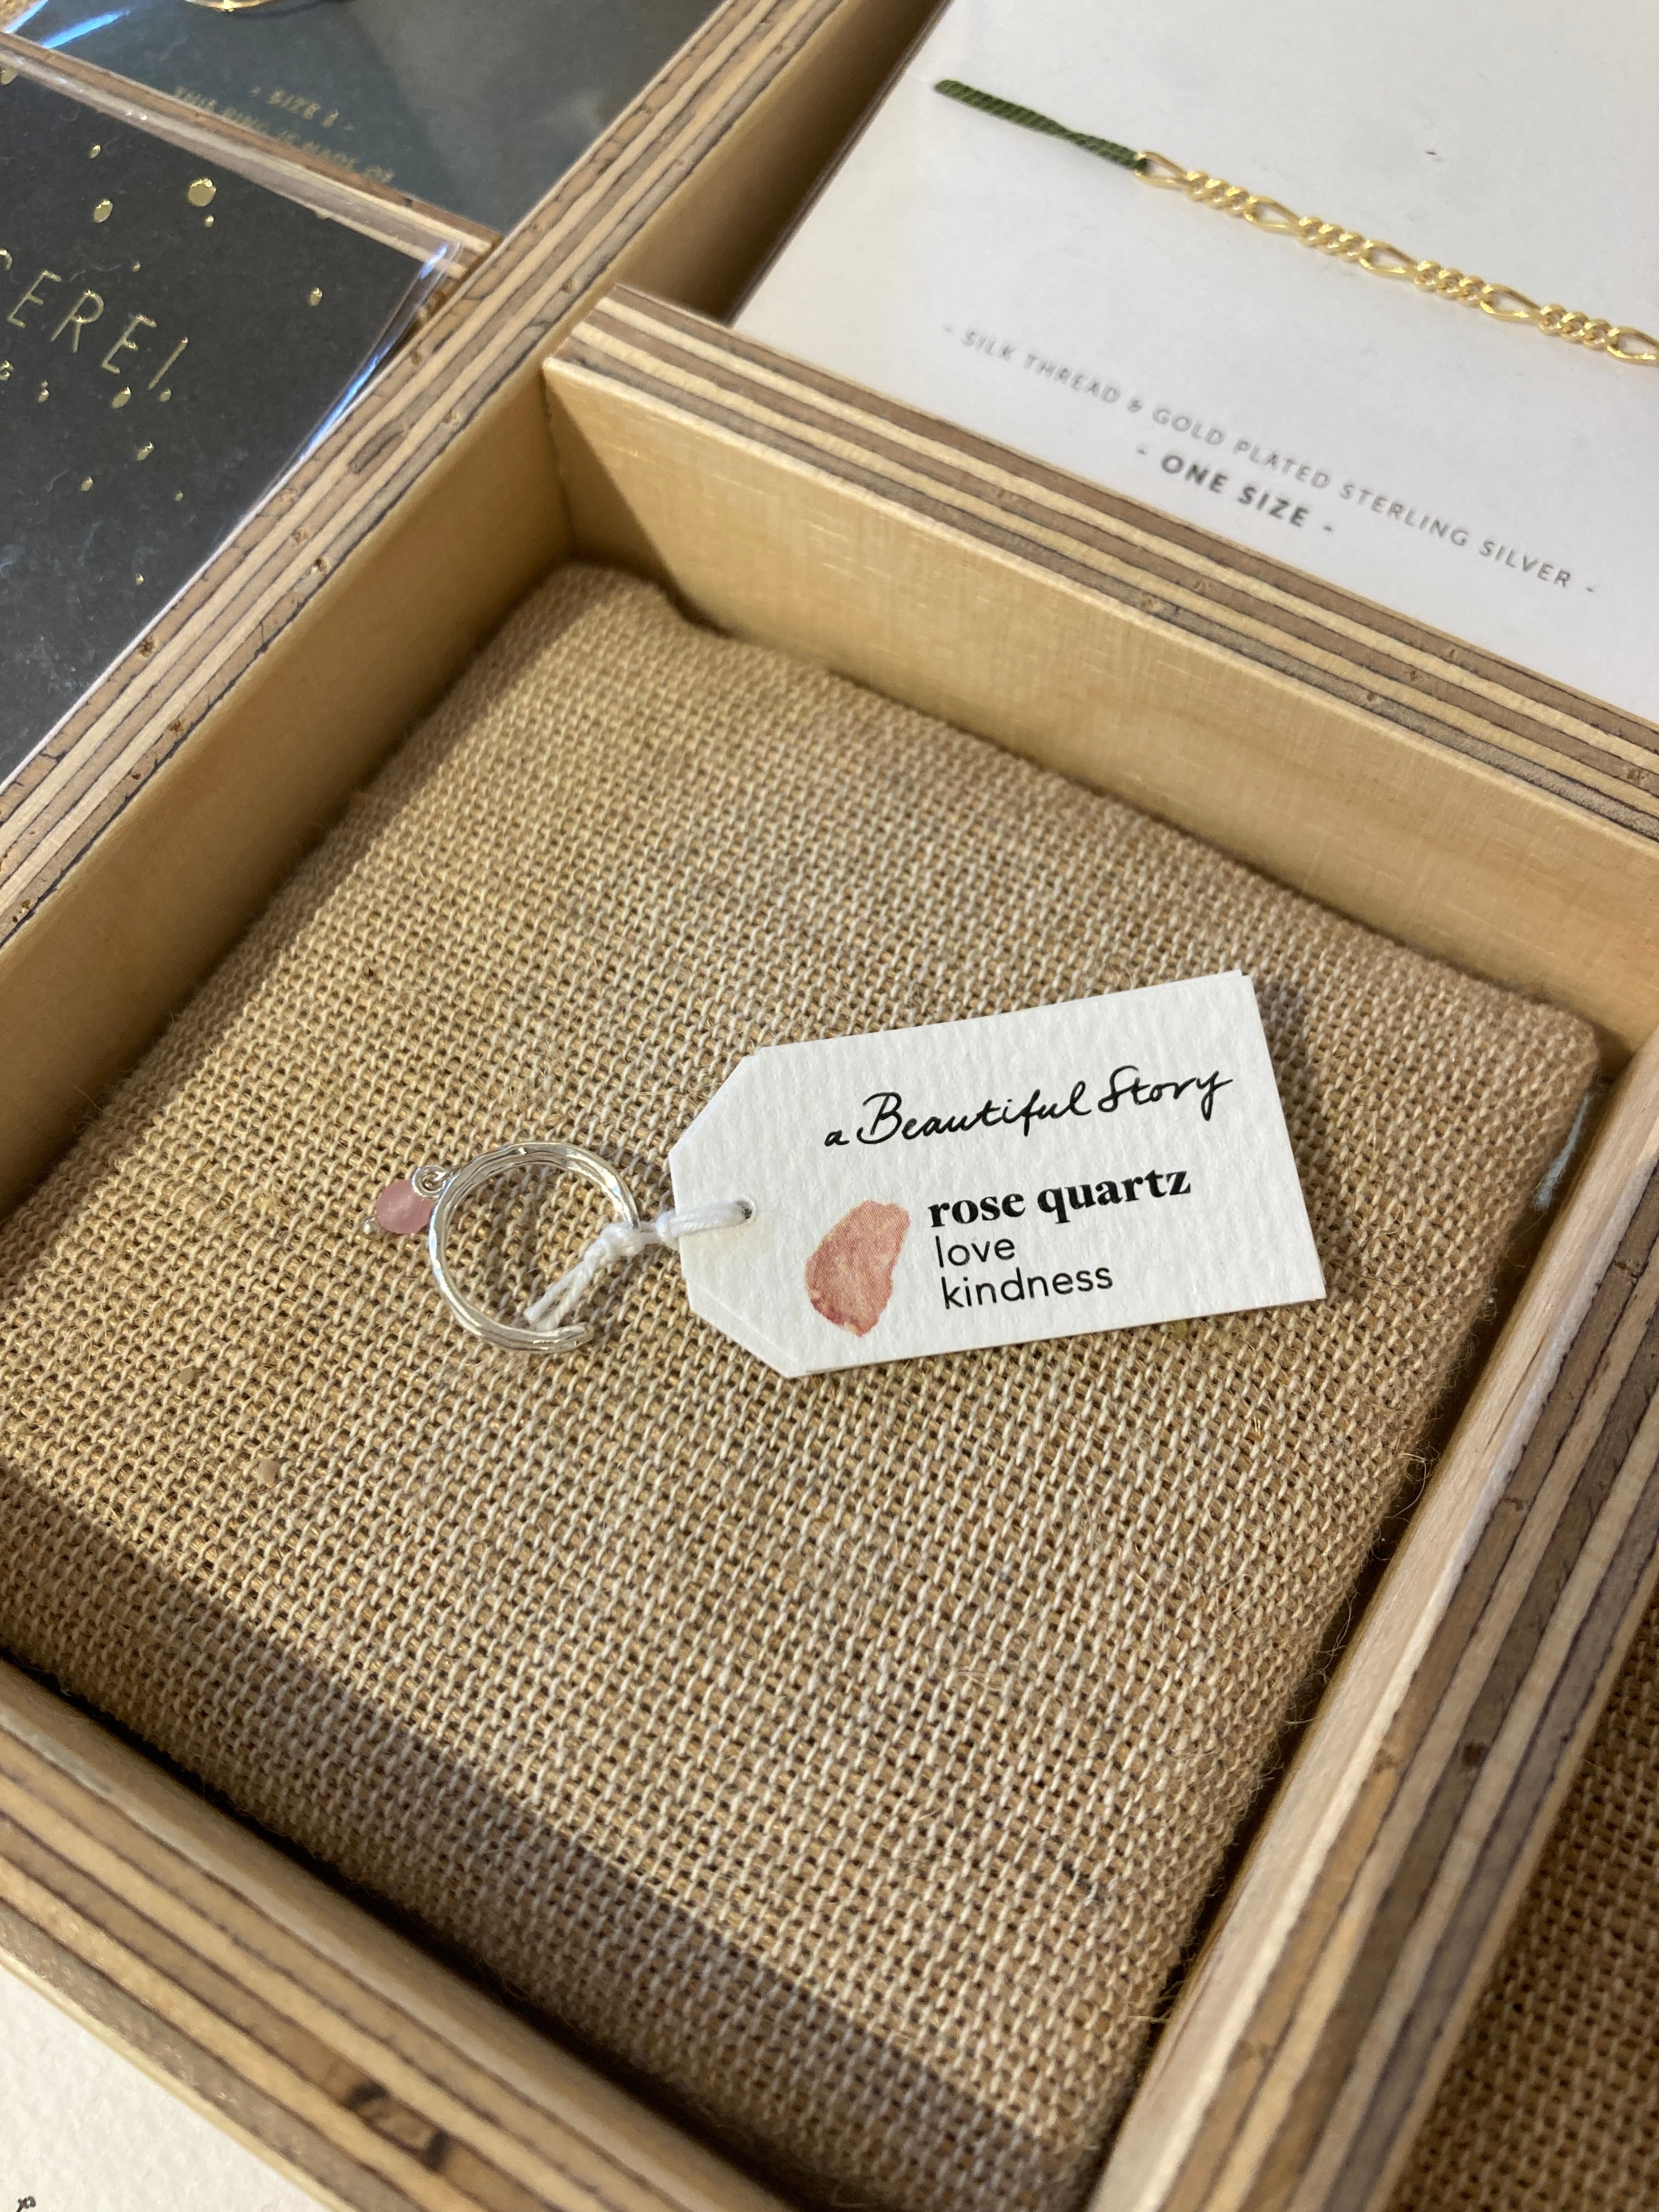 - SIZE
THIS RING IS MADE OF
- SILK THREAD & GOLD PLATED STERLING SILVER -
- ONE SIZE -
a Beautiful Story
rose quartz
love
kindness